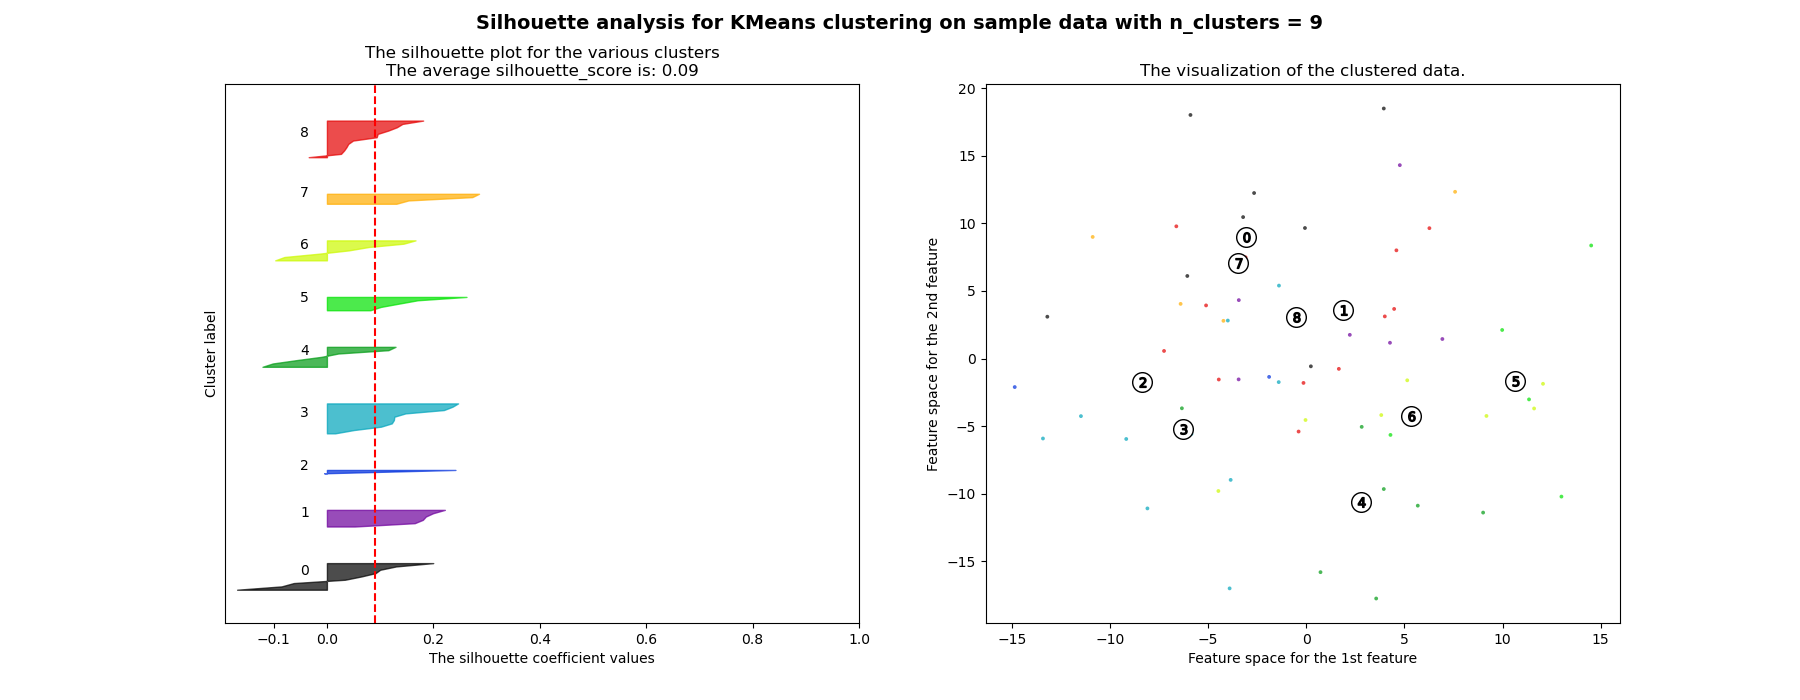 Silhouette analysis for KMeans clustering on sample data with n_clusters = 9
The silhouette plot for the various clusters
The average silhouette_score is: 0.09
8
7
6
5
4
3
2
1
0
Cluster label
−0.1 0.0 0.2 0.4 0.6 0.8 1.0
The silhouette coefficient values
The visualization of the clustered data.
20
15
10
5
0
−5
−10
−15
Feature space for the 2nd feature
0
7
8
1
2
5
6
3
4
−15 −10 −5 0 5 10 15
Feature space for the 1st feature